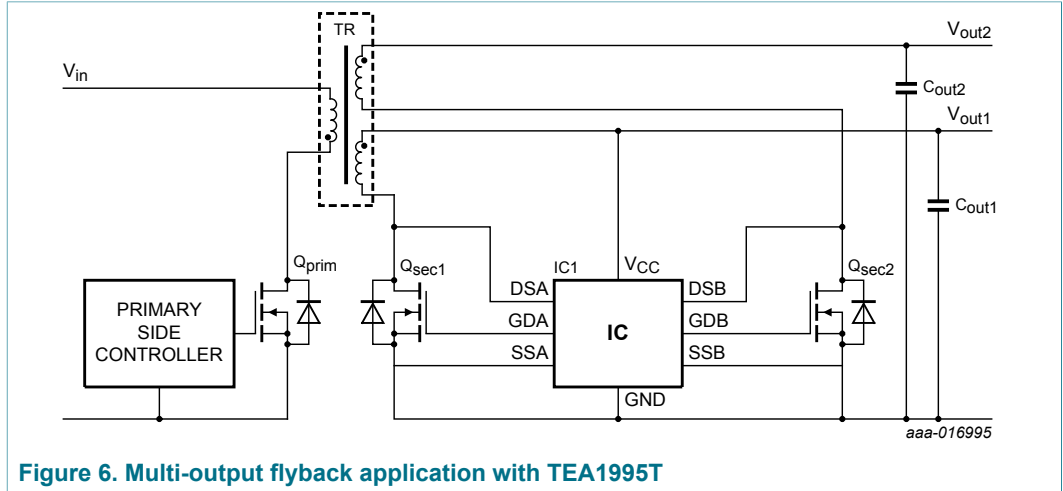 TR
Vout2
Vin
Cout2
Vout1
Cout1
Qprim
Qsec1
IC1
VCC
Qsec2
DSA
DSB
PRIMARY
SIDE
CONTROLLER
GDA
IC
GDB
SSA
SSB
GND
aaa-016995
Figure 6. Multi-output flyback application with TEA1995T